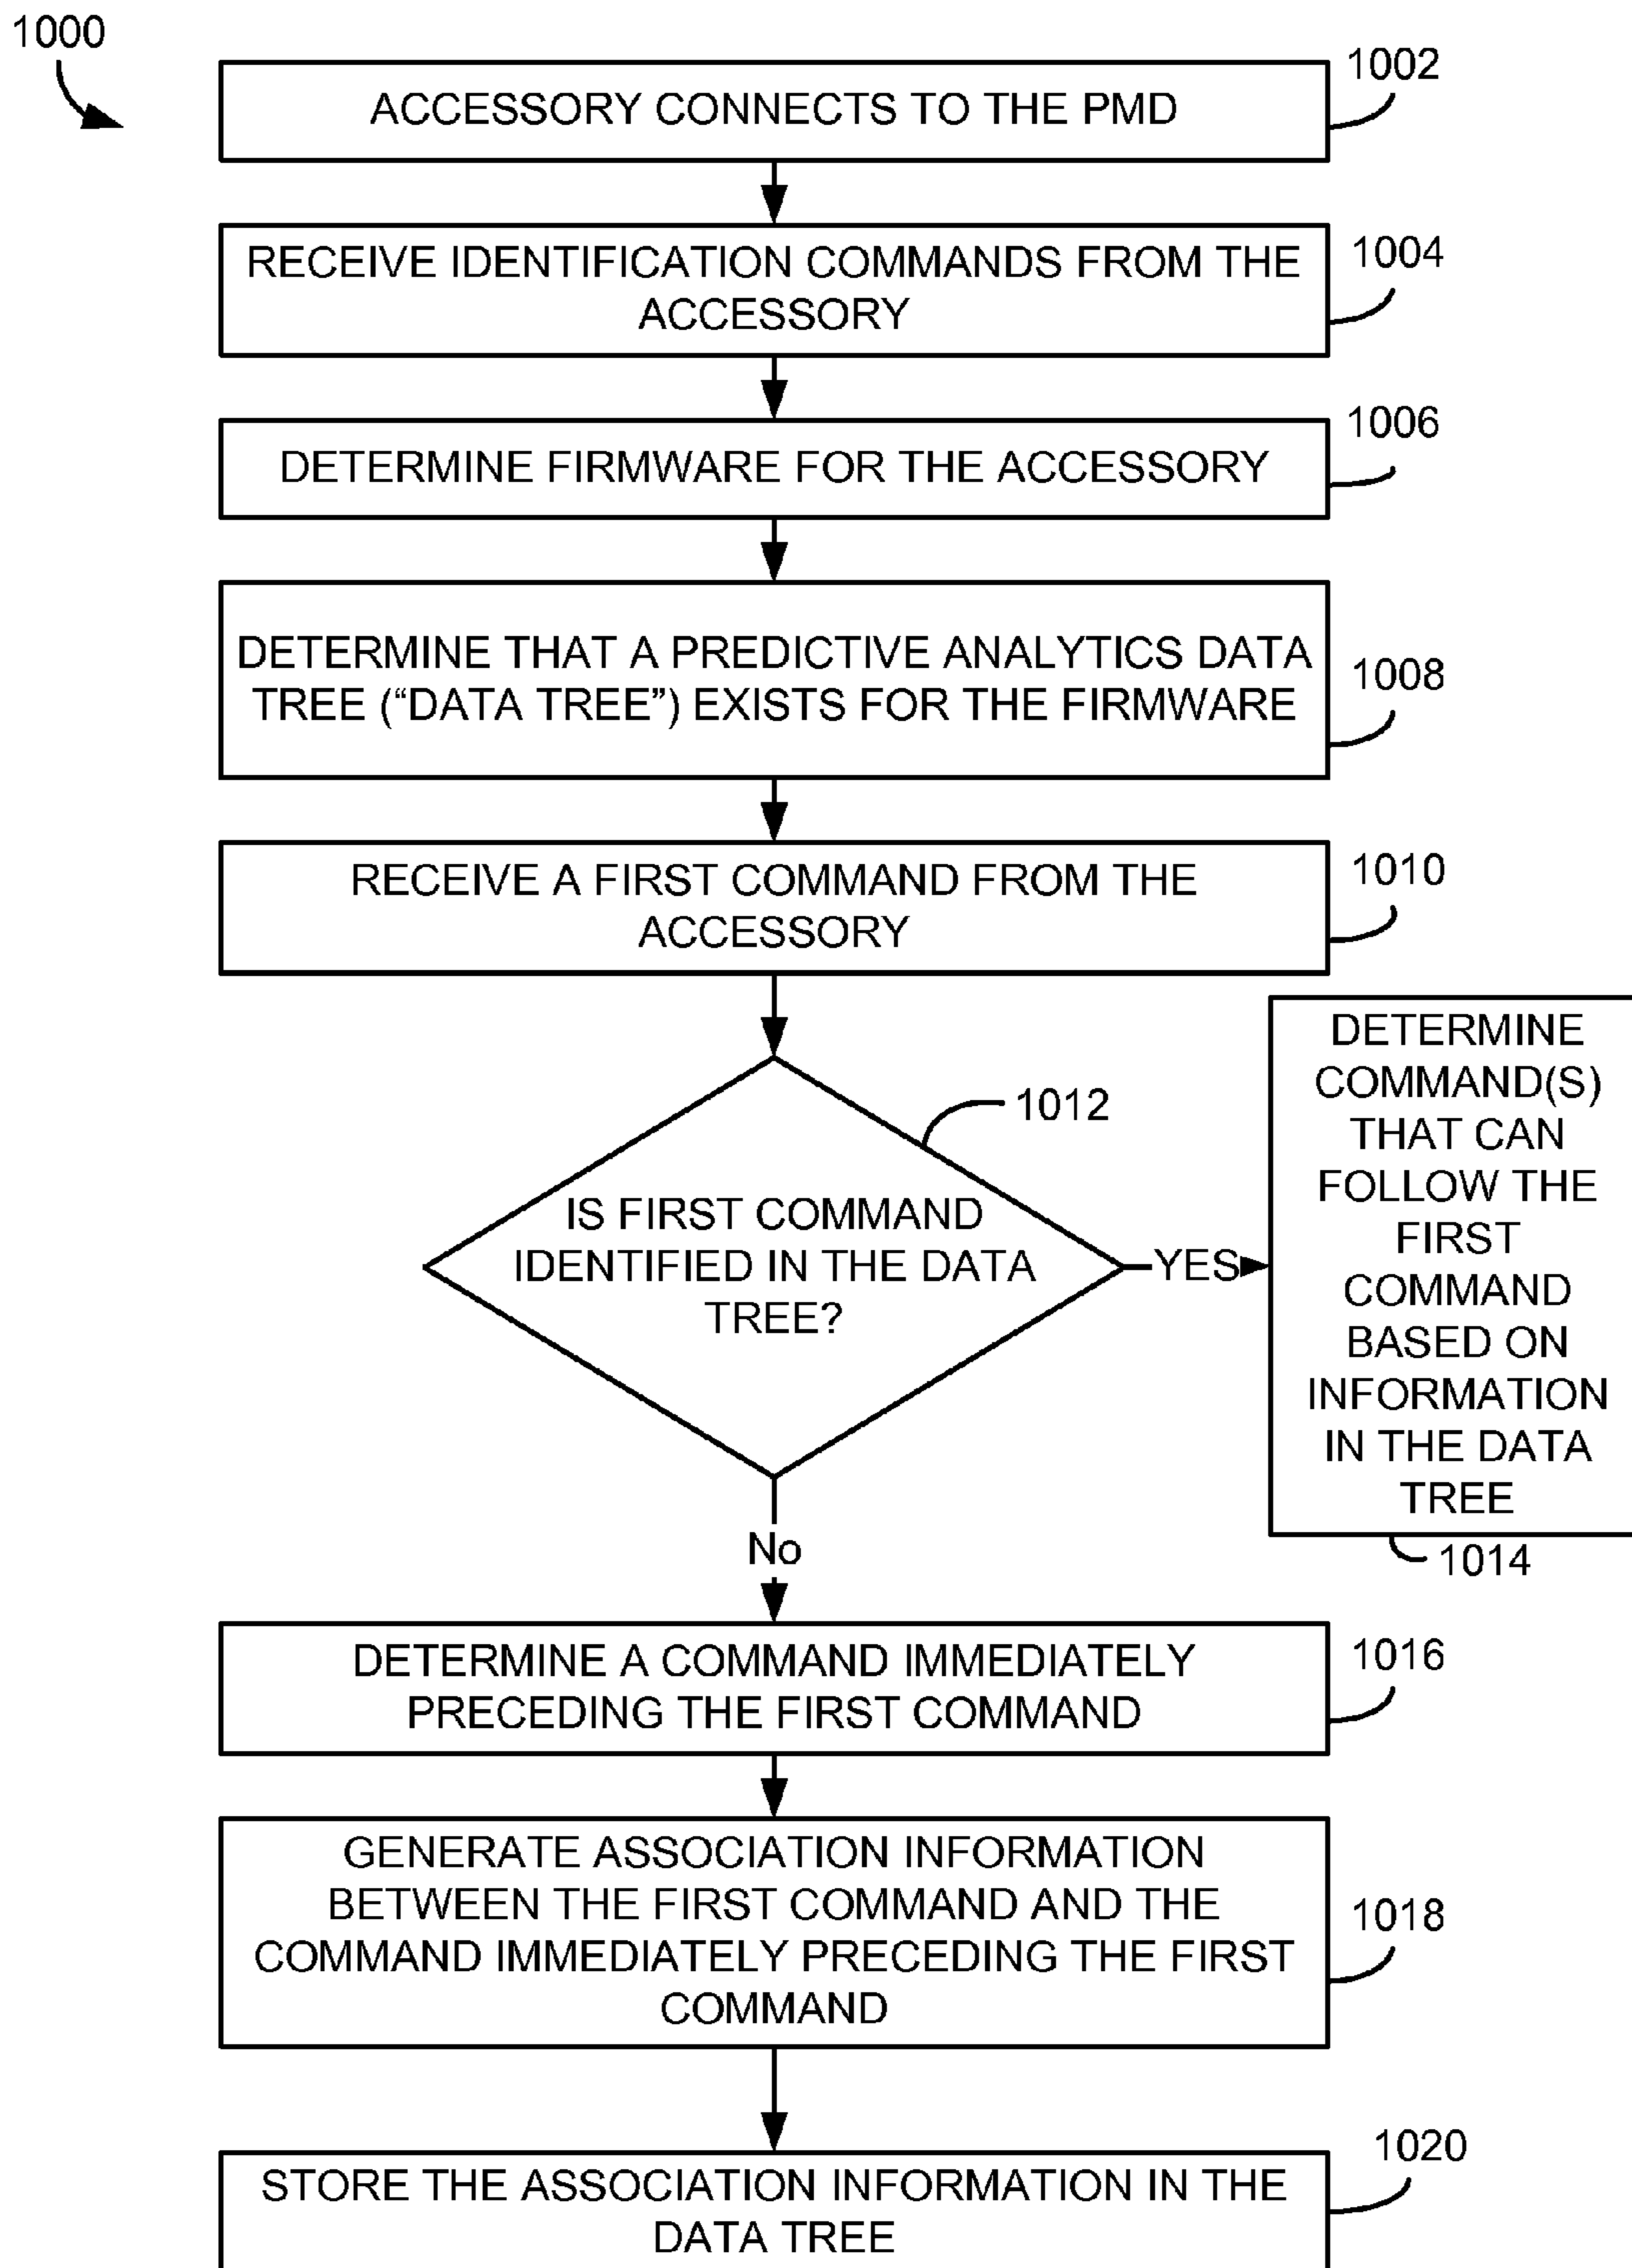 1000
1002
ACCESSORY CONNECTS TO THE PMD
1004
RECEIVE IDENTIFICATION COMMANDS FROM THE
ACCESSORY
1006
DETERMINE FIRMWARE FOR THE ACCESSORY
1008
DETERMINE THAT A PREDICTIVE ANALYTICS DATA
TREE (“DATA TREE”) EXISTS FOR THE FIRMWARE
1010
RECEIVE A FIRST COMMAND FROM THE
ACCESSORY
1012
IS FIRST COMMAND
IDENTIFIED IN THE DATA
TREE?
YES
DETERMINE
COMMAND(S)
THAT CAN
FOLLOW THE
FIRST
COMMAND
BASED ON
INFORMATION
IN THE DATA
TREE
1014
No
1016
DETERMINE A COMMAND IMMEDIATELY
PRECEDING THE FIRST COMMAND
1018
GENERATE ASSOCIATION INFORMATION
BETWEEN THE FIRST COMMAND AND THE
COMMAND IMMEDIATELY PRECEDING THE FIRST
COMMAND
1020
STORE THE ASSOCIATION INFORMATION IN THE
DATA TREE